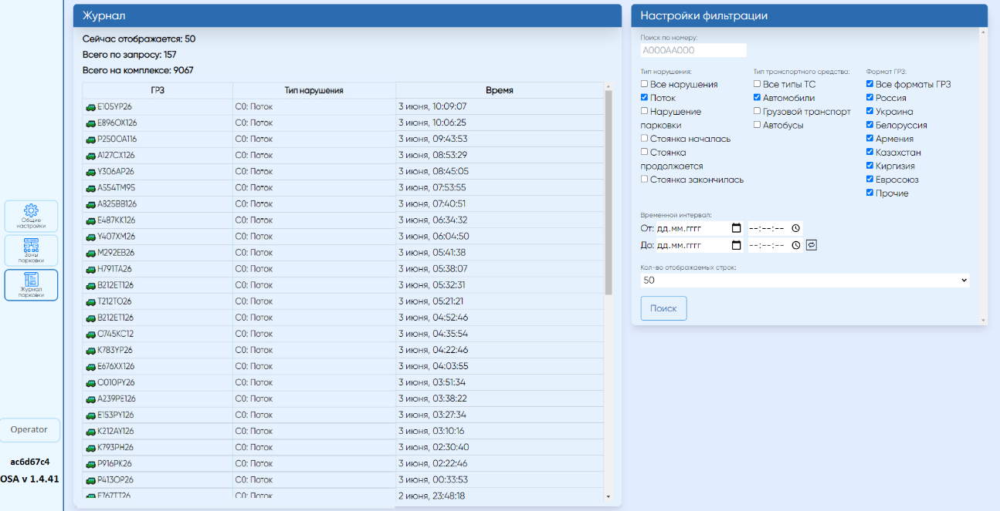 Общие
настройки
Зоны
парковки
Журнал
парковки
Operator
ac6d67c4
OSA v 1.4.41
Журнал
Сейчас отображается: 50
Всего по запросу: 157
Всего на комплексе: 9067
ГРЗ Тип нарушения Время
E105YP26 C0: Поток 3 июня, 10:09:07
E896OX126 C0: Поток 3 июня, 10:06:25
P250OA116 C0: Поток 3 июня, 09:43:53
A127CX126 C0: Поток 3 июня, 08:53:29
Y306AP26 C0: Поток 3 июня, 08:45:05
A554TM95 C0: Поток 3 июня, 07:53:55
A825BB126 C0: Поток 3 июня, 07:40:51
E487KK126 C0: Поток 3 июня, 06:34:32
Y407XM26 C0: Поток 3 июня, 06:04:50
M292EB26 C0: Поток 3 июня, 05:41:38
H791TA26 C0: Поток 3 июня, 05:38:07
B212ET126 C0: Поток 3 июня, 05:32:31
T212TO26 C0: Поток 3 июня, 05:21:21
B212ET126 C0: Поток 3 июня, 04:52:46
C745KC12 C0: Поток 3 июня, 04:35:54
K783YP26 C0: Поток 3 июня, 04:22:46
E676XX126 C0: Поток 3 июня, 04:03:55
C010PY26 C0: Поток 3 июня, 03:51:34
A239PE126 C0: Поток 3 июня, 03:38:22
E153PY126 C0: Поток 3 июня, 03:27:34
K212AY126 C0: Поток 3 июня, 03:10:16
K793PH26 C0: Поток 3 июня, 02:30:40
P916PK26 C0: Поток 3 июня, 02:22:46
P413OP26 C0: Поток 3 июня, 00:33:53
E767TT26 C0: Поток 2 июня, 23:48:18
Настройки фильтрации
Поиск по номеру:
A000AA000
Тип нарушения:
Все нарушения
Поток
Нарушение
парковки
Стоянка началась
Стоянка
продолжается
Стоянка закончилась
Тип транспортного средства:
Все типы ТС
Автомобили
Грузовой транспорт
Автобусы
Формат ГРЗ:
Все форматы ГРЗ
Россия
Украина
Белоруссия
Армения
Казахстан
Киргизия
Евросоюз
Прочие
Временной интервал:
От: дд.мм.гггг --:--:--
До: дд.мм.гггг --:--:--
Кол-во отображаемых строк:
50
Поиск